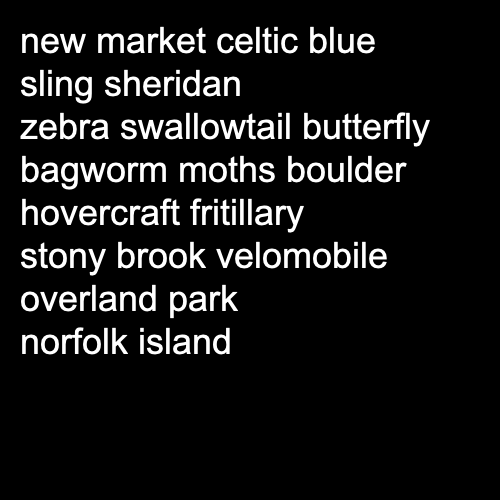 new market celtic blue
sling sheridan
zebra swallowtail butterfly
bagworm moths boulder
hovercraft fritillary
stony brook velomobile
overland park
norfolk island